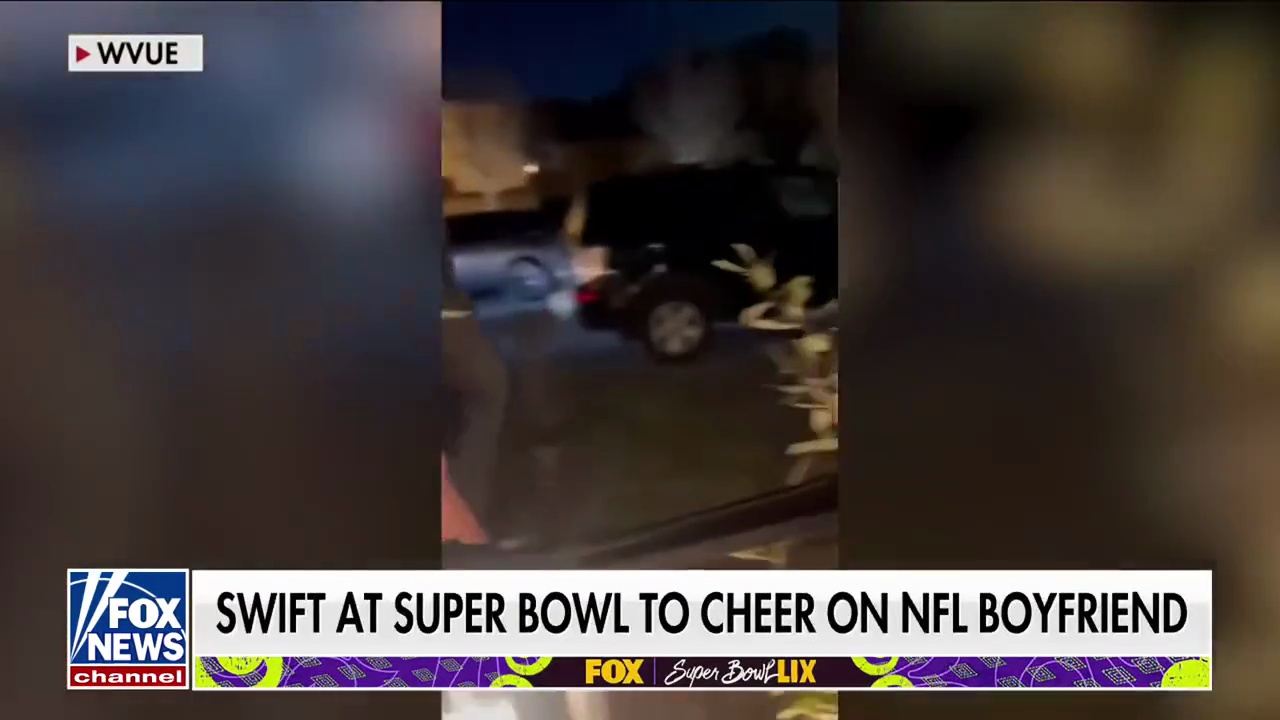 WVUE
SWIFT AT SUPER BOWL TO CHEER ON NFL BOYFRIEND
FOX
NEWS
channel
FOX Super Bowl LIX